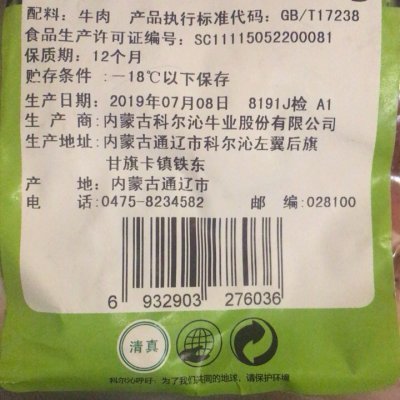 配料: 牛肉 产品执行标准代码: GB/T17238
食品生产许可证编号: SC11115052200081
保质期: 12个月
贮存条件 :-18℃以下保存
生产日期: 2019年07月08日 8191J检 A1
生产商: 内蒙古科尔沁牛业股份有限公司
生产地址: 内蒙古通辽市科尔沁左翼后旗
甘旗卡镇铁东
产地: 内蒙古通辽市
电话:0475-8234582 邮编:028100
6 932903 276036
清真
科尔沁呼吁: 为了我们共同的地球, 请保护环境